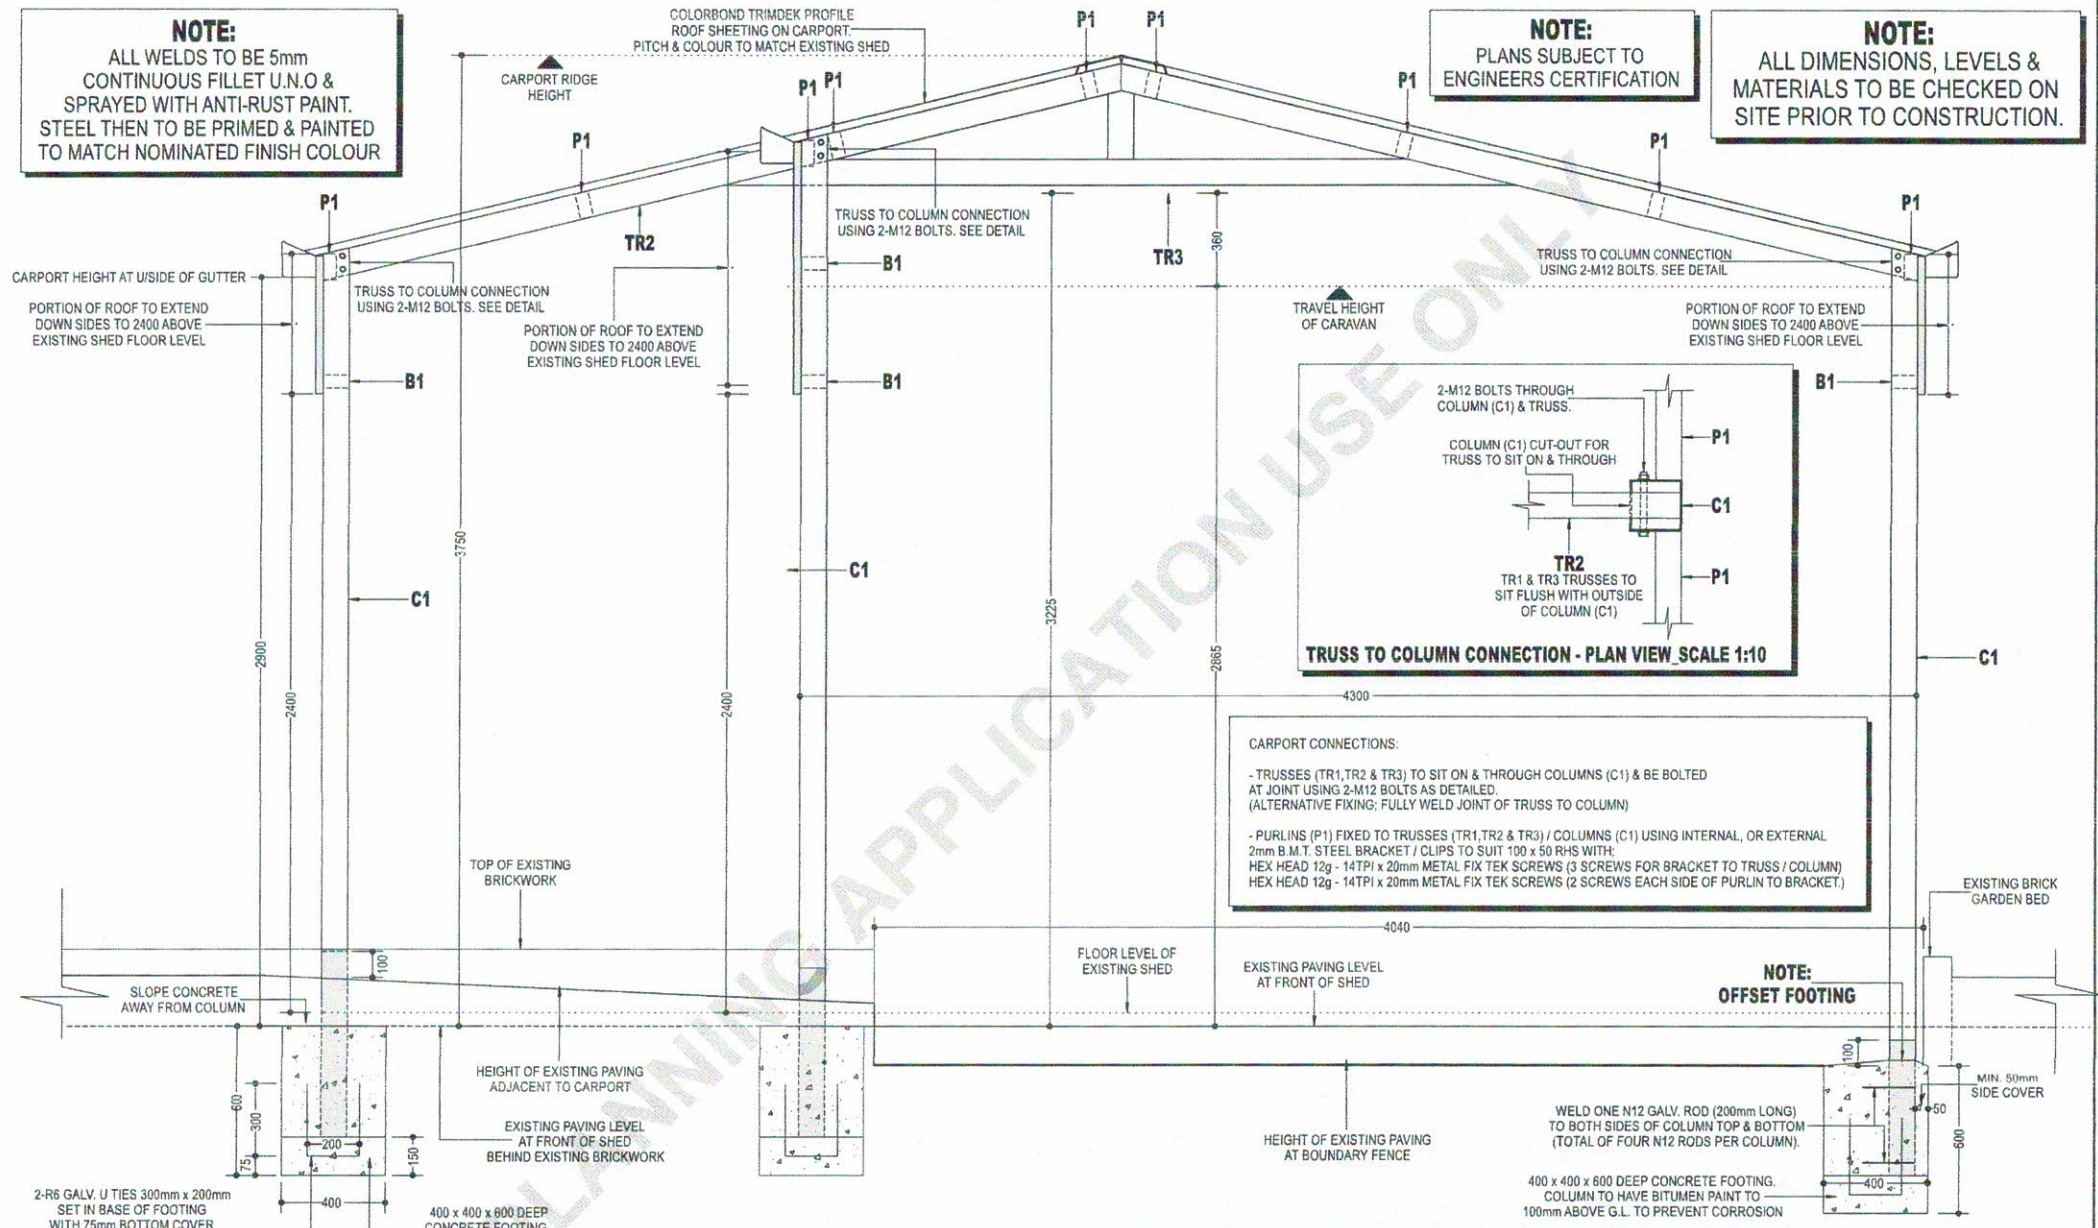 NOTE:
ALL WELDS TO BE 5mm
CONTINUOUS FILLET U.N.O &
SPRAYED WITH ANTI-RUST PAINT.
STEEL THEN TO BE PRIMED & PAINTED
TO MATCH NOMINATED FINISH COLOUR
COLORBOND TRIMDEK PROFILE
ROOF SHEETING ON CARPORT.
PITCH & COLOUR TO MATCH EXISTING SHED
CARPORT RIDGE
HEIGHT
P1
P1
P1
P1
P1
P1
P1
P1
P1
NOTE:
PLANS SUBJECT TO
ENGINEERS CERTIFICATION
NOTE:
ALL DIMENSIONS, LEVELS &
MATERIALS TO BE CHECKED ON
SITE PRIOR TO CONSTRUCTION.
CARPORT HEIGHT AT U/SIDE OF GUTTER
PORTION OF ROOF TO EXTEND
DOWN SIDES TO 2400 ABOVE
EXISTING SHED FLOOR LEVEL
TRUSS TO COLUMN CONNECTION
USING 2-M12 BOLTS. SEE DETAIL
TR2
PORTION OF ROOF TO EXTEND
DOWN SIDES TO 2400 ABOVE
EXISTING SHED FLOOR LEVEL
TRUSS TO COLUMN CONNECTION
USING 2-M12 BOLTS. SEE DETAIL
TR3
360
B1
B1
B1
TRAVEL HEIGHT
OF CARAVAN
TRUSS TO COLUMN CONNECTION
USING 2-M12 BOLTS. SEE DETAIL
PORTION OF ROOF TO EXTEND
DOWN SIDES TO 2400 ABOVE
EXISTING SHED FLOOR LEVEL
B1
2-M12 BOLTS THROUGH
COLUMN (C1) & TRUSS.
P1
COLUMN (C1) CUT-OUT FOR
TRUSS TO SIT ON & THROUGH
C1
TR2
TR1 & TR3 TRUSSES TO
SIT FLUSH WITH OUTSIDE
OF COLUMN (C1)
P1
TRUSS TO COLUMN CONNECTION - PLAN VIEW_SCALE 1:10
3750
C1
C1
C1
2900
2400
2400
3225
2865
4300
CARPORT CONNECTIONS:
- TRUSSES (TR1,TR2 & TR3) TO SIT ON & THROUGH COLUMNS (C1) & BE BOLTED
AT JOINT USING 2-M12 BOLTS AS DETAILED.
(ALTERNATIVE FIXING; FULLY WELD JOINT OF TRUSS TO COLUMN)
- PURLINS (P1) FIXED TO TRUSSES (TR1,TR2 & TR3) / COLUMNS (C1) USING INTERNAL, OR EXTERNAL
2mm B.M.T. STEEL BRACKET / CLIPS TO SUIT 100 x 50 RHS WITH;
HEX HEAD 12g - 14TPI x 20mm METAL FIX TEK SCREWS (3 SCREWS FOR BRACKET TO TRUSS / COLUMN)
HEX HEAD 12g - 14TPI x 20mm METAL FIX TEK SCREWS (2 SCREWS EACH SIDE OF PURLIN TO BRACKET.)
TOP OF EXISTING
BRICKWORK
EXISTING BRICK
GARDEN BED
4040
100
FLOOR LEVEL OF
EXISTING SHED
EXISTING PAVING LEVEL
AT FRONT OF SHED
NOTE:
OFFSET FOOTING
SLOPE CONCRETE
AWAY FROM COLUMN
HEIGHT OF EXISTING PAVING
ADJACENT TO CARPORT
100
MIN. 50mm
SIDE COVER
50
600
300
75
200
150
400
EXISTING PAVING LEVEL
AT FRONT OF SHED
BEHIND EXISTING BRICKWORK
HEIGHT OF EXISTING PAVING
AT BOUNDARY FENCE
WELD ONE N12 GALV. ROD (200mm LONG)
TO BOTH SIDES OF COLUMN TOP & BOTTOM
(TOTAL OF FOUR N12 RODS PER COLUMN).
600
400
400 x 400 x 600 DEEP CONCRETE FOOTING.
COLUMN TO HAVE BITUMEN PAINT TO
100mm ABOVE G.L. TO PREVENT CORROSION
2-R6 GALV. U TIES 300mm x 200mm
SET IN BASE OF FOOTING
WITH 75mm BOTTOM COVER
400 x 400 x 600 DEEP
CONCRETE FOOTING
PLANNING APPLICATION USE ONLY